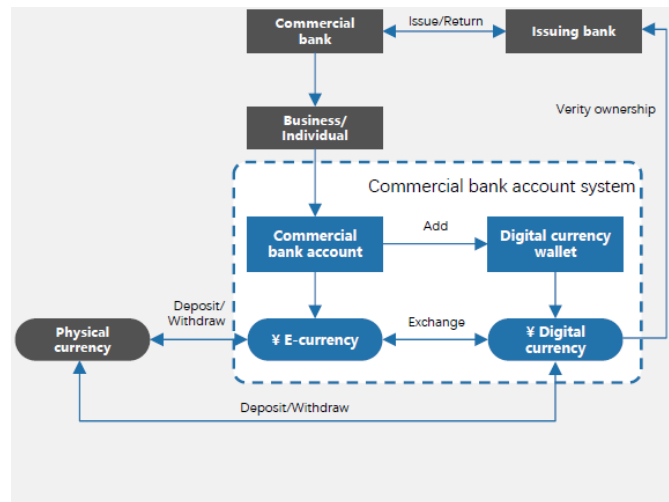 Commercial
bank
Issue/Return
Issuing bank
Verity ownership
Business/
Individual
Commercial bank account system
Commercial
bank account
Add
Digital currency
wallet
Deposit/
Withdraw
Physical
currency
¥ E-currency
Exchange
¥ Digital
currency
Deposit/Withdraw